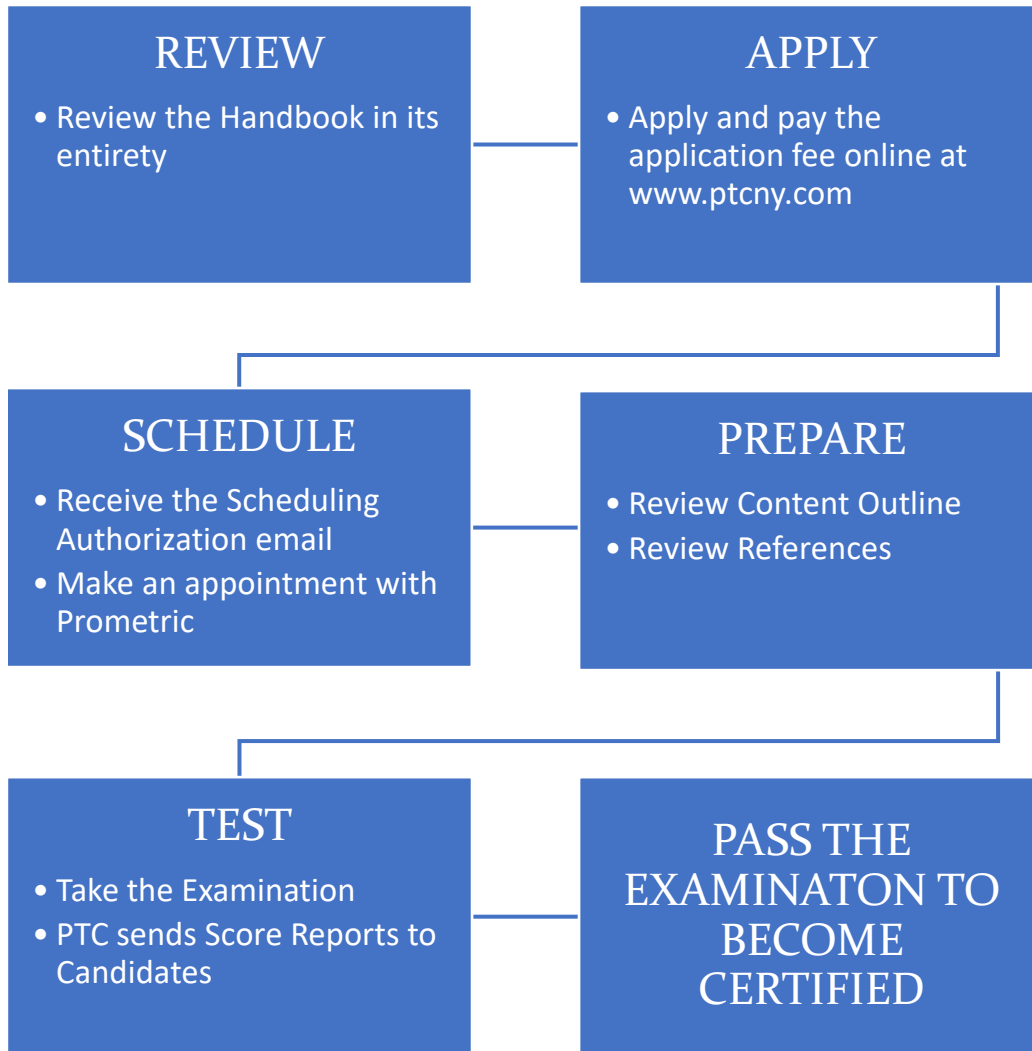 REVIEW
• Review the Handbook in its
entirety
APPLY
• Apply and pay the
application fee online at
www.ptcny.com
SCHEDULE
• Receive the Scheduling
Authorization email
• Make an appointment with
Prometric
PREPARE
• Review Content Outline
• Review References
TEST
• Take the Examination
• PTC sends Score Reports to
Candidates
PASS THE
EXAMINATON TO
BECOME
CERTIFIED